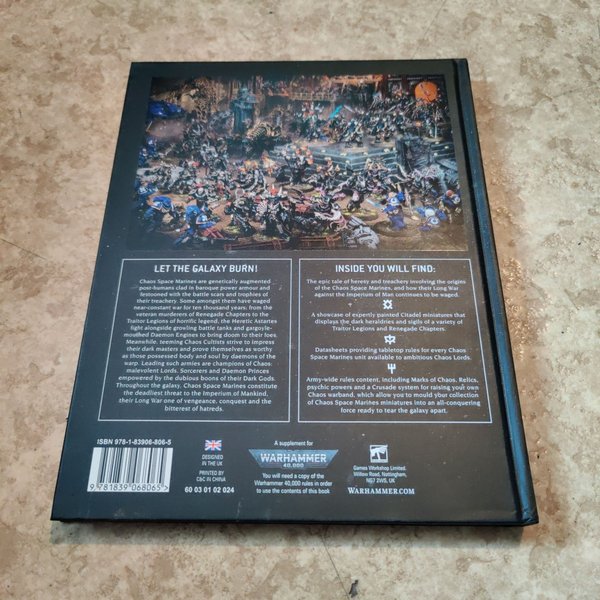 LET THE GALAXY BURN!
Chaos Space Marines are genetically augmented
post-humans clad in baroque power armour and
festooned with the battle scars and trophies of
their treachery. Some amongst them have waged
near-constant war for ten thousand years, from the
veteran murderers of Renegade Chapters to the
Traitor Legions of horrific legend, the Heretic Astartes
fight alongside growling battle tanks and gargoyle-
mouthed Daemon Engines to bring doom to their foes.
Meanwhile, teeming Chaos Cultists strive to impress
their dark masters and prove themselves as worthy
as those possessed body and soul by daemons of the
warp. Leading such armies are champions of Chaos:
malevolent Lords, Sorcerers and Daemon Princes
empowered by the dubious boons of their Dark Gods.
Throughout the galaxy, Chaos Space Marines constitute
the deadliest threat to the Imperium of Mankind,
their Long War one of vengeance, conquest and
the bitterest of hatreds.
INSIDE YOU WILL FIND:
The epic tale of heresy and treachery involving the origins
of the Chaos Space Marines, and how their Long War
against the Imperium of Man continues to be waged.
A showcase of expertly painted Citadel miniatures that
displays the dark heraldries and sigils of a variety of
Traitor Legions and Renegade Chapters.
Datasheets providing tabletop rules for every Chaos
Space Marines unit available to ambitious Chaos Lords.
Army-wide rules content, including Marks of Chaos, Relics,
psychic powers and a Crusade system for raising your own
Chaos warband, which allow you to mould your collection
of Chaos Space Marines miniatures into an all-conquering
force ready to tear the galaxy apart.
ISBN 978-1-83906-806-5
9 781839 068065
DESIGNED
IN THE UK
PRINTED BY
C&C IN CHINA
60 03 01 02 024
A supplement for
WARHAMMER
40,000
You will need a copy of the
Warhammer 40,000 rules in order
to use the contents of this book
WARHAMMER
Games Workshop Limited,
Willow Road, Nottingham,
NG7 2WS, UK
WARHAMMER.COM